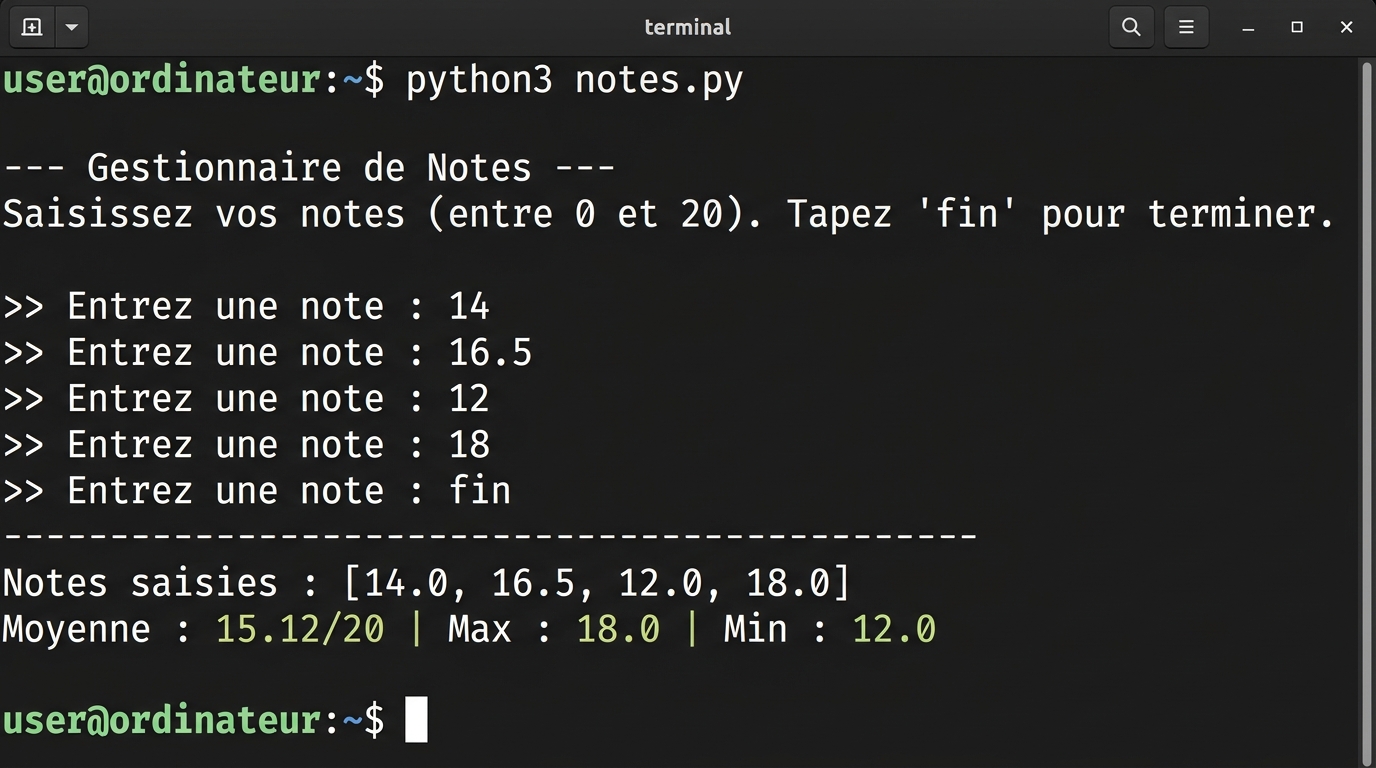 terminal
user@ordinateur:~$ python3 notes.py
--- Gestionnaire de Notes ---
Saisissez vos notes (entre 0 et 20). Tapez 'fin' pour terminer.
>> Entrez une note : 14
>> Entrez une note : 16.5
>> Entrez une note : 12
>> Entrez une note : 18
>> Entrez une note : fin
----------------------------------------------
Notes saisies : [14.0, 16.5, 12.0, 18.0]
Moyenne : 15.12/20 | Max : 18.0 | Min : 12.0
user@ordinateur:~$